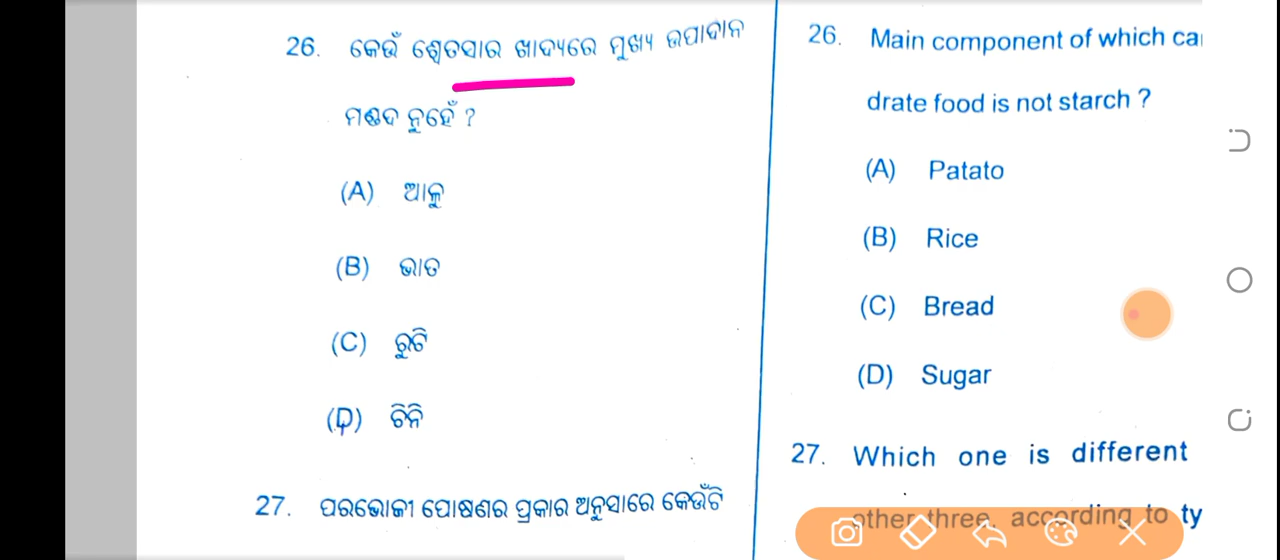 26. କେଉଁ ଶ୍ୱେତସାର ଖାଦ୍ୟରେ ମୁଖ୍ୟ ଉପାଦାନ
ମଣ୍ଡଦ ନୁହେଁ ?
(A) ଆଳୁ
(B) ଭାତ
(C) ରୁଟି
(D) ଚିନି
27. ପରଭୋଜୀ ପୋଷଣର ପ୍ରକାର ଅନୁସାରେ କେଉଁଟି
26. Main component of which ca
drate food is not starch ?
(A) Patato
(B) Rice
(C) Bread
(D) Sugar
27. Which one is different
other three, according to ty